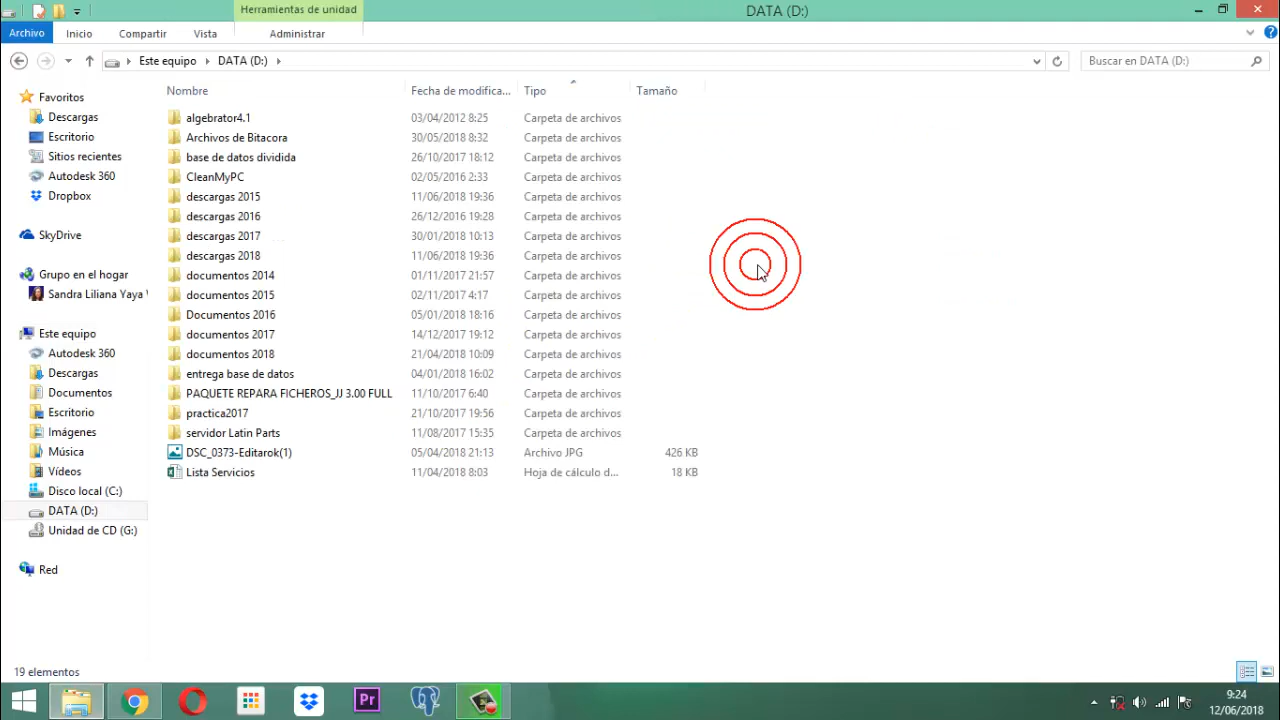 Herramientas de unidad
DATA (D:)
Archivo Inicio Compartir Vista Administrar
Este equipo DATA (D:)
Buscar en DATA (D:)
Favoritos
Descargas
Escritorio
Sitios recientes
Autodesk 360
Dropbox
SkyDrive
Grupo en el hogar
Sandra Liliana Yaya
Este equipo
Autodesk 360
Descargas
Documentos
Escritorio
Imágenes
Música
Vídeos
Disco local (C:)
DATA (D:)
Unidad de CD (G:)
Red
Nombre Fecha de modifica... Tipo Tamaño
algebrator4.1 03/04/2012 8:25 Carpeta de archivos
Archivos de Bitacora 30/05/2018 8:32 Carpeta de archivos
base de datos dividida 26/10/2017 18:12 Carpeta de archivos
CleanMyPC 02/05/2016 2:33 Carpeta de archivos
descargas 2015 11/06/2018 19:36 Carpeta de archivos
descargas 2016 26/12/2016 19:28 Carpeta de archivos
descargas 2017 30/01/2018 10:13 Carpeta de archivos
descargas 2018 11/06/2018 19:36 Carpeta de archivos
documentos 2014 01/11/2017 21:57 Carpeta de archivos
documentos 2015 02/11/2017 4:17 Carpeta de archivos
Documentos 2016 05/01/2018 18:16 Carpeta de archivos
documentos 2017 14/12/2017 19:12 Carpeta de archivos
documentos 2018 21/04/2018 10:09 Carpeta de archivos
entrega base de datos 04/01/2018 16:02 Carpeta de archivos
PAQUETE REPARA FICHEROS_JJ 3.00 FULL 11/10/2017 6:40 Carpeta de archivos
practica2017 21/10/2017 19:56 Carpeta de archivos
servidor Latin Parts 11/08/2017 15:35 Carpeta de archivos
DSC_0373-Editarok(1) 05/04/2018 21:13 Archivo JPG 426 KB
Lista Servicios 11/04/2018 8:03 Hoja de cálculo d... 18 KB
19 elementos
Pr
9:24
12/06/2018